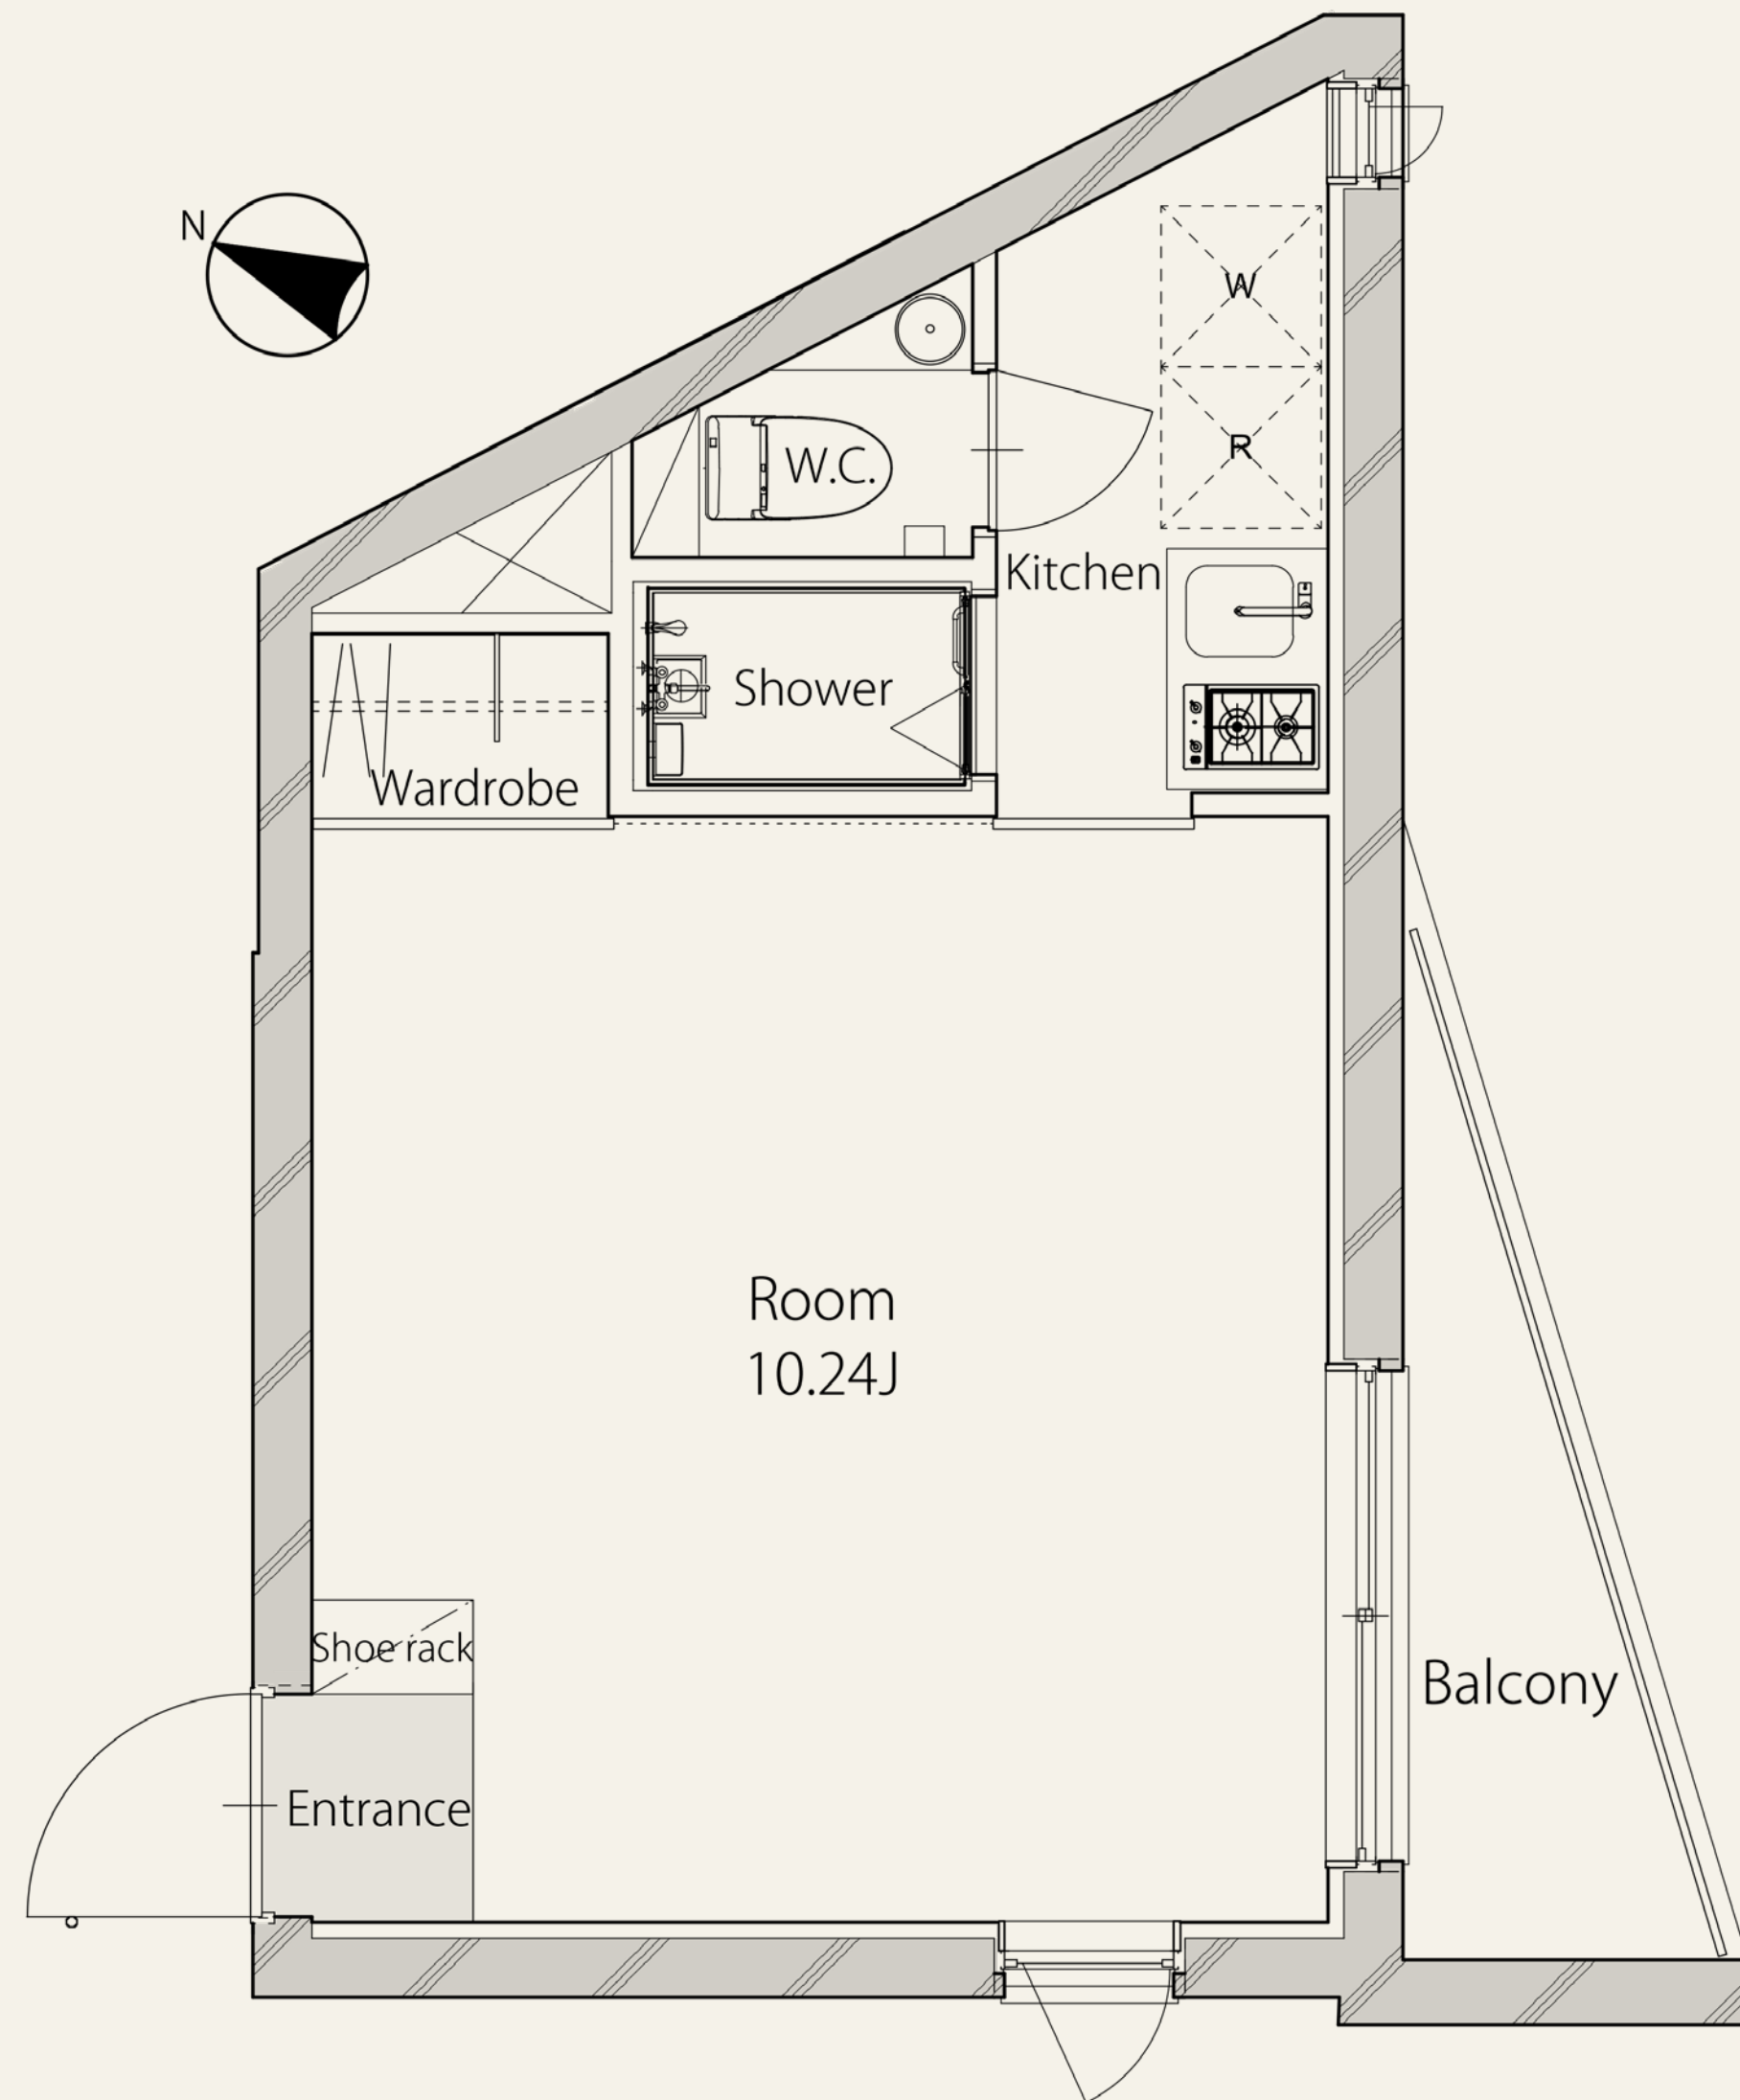 N
W
R
W.C.
Kitchen
Shower
Wardrobe
Room
10.24J
Shoe rack
Balcony
Entrance